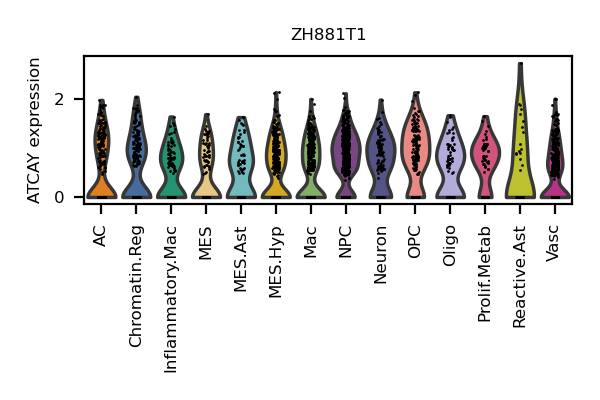 ZH881T1
ATCAY expression
2
0
AC
Chromatin.Reg
Inflammatory.Mac
MES
MES.Ast
MES.Hyp
Mac
NPC
Neuron
OPC
Oligo
Prolif.Metab
Reactive.Ast
Vasc